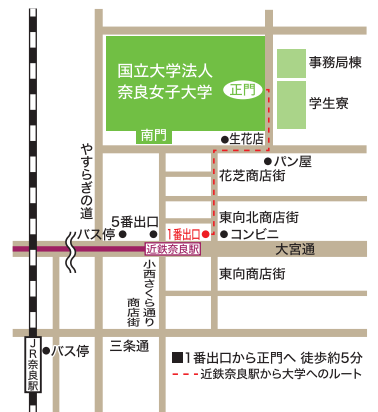 国立大学法人
奈良女子大学
正門
事務局棟
学生寮
南門
生花店
パン屋
やすらぎの道
花芝商店街
東向北商店街
5番出口
バス停
1番出口
コンビニ
近鉄奈良駅
大宮通
小西さくら通り
商店街
東向商店街
三条通
JR奈良駅
バス停
■1番出口から正門へ 徒歩約5分
近鉄奈良駅から大学へのルート